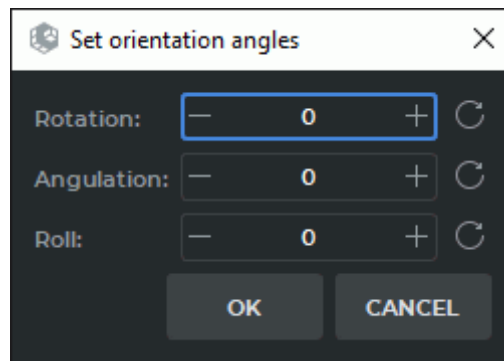 Set orientation angles
Rotation: 0
Angulation: 0
Roll: 0
OK CANCEL